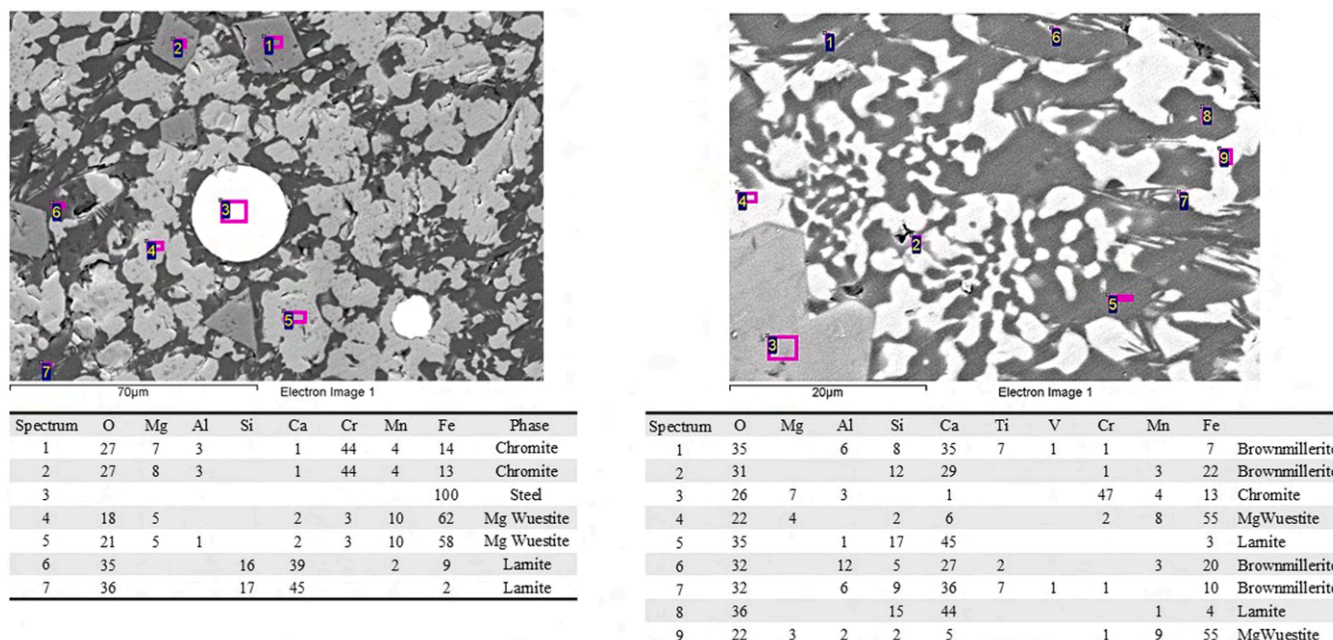 2
1
3
6
4
5
7
70µm Electron Image 1
Spectrum O Mg Al Si Ca Cr Mn Fe Phase
1 27 7 3 1 44 4 14 Chromite
2 27 8 3 1 44 4 13 Chromite
3 100 Steel
4 18 5 2 3 10 62 Mg Wuestite
5 21 5 1 2 3 10 58 Mg Wuestite
6 35 16 39 2 9 Larnite
7 36 17 45 2 Larnite
1
6
8
9
4
7
2
5
3
20µm Electron Image 1
Spectrum O Mg Al Si Ca Ti V Cr Mn Fe
1 35 6 8 35 7 1 1 7 Brownmillerite
2 31 12 29 1 3 22 Brownmillerite
3 26 7 3 1 47 4 13 Chromite
4 22 4 2 6 2 8 55 MgWuestite
5 35 1 17 45 3 Larnite
6 32 12 5 27 2 3 20 Brownmillerite
7 32 6 9 36 7 1 1 10 Brownmillerite
8 36 15 44 1 4 Larnite
9 22 3 2 2 5 1 9 55 MgWuestite